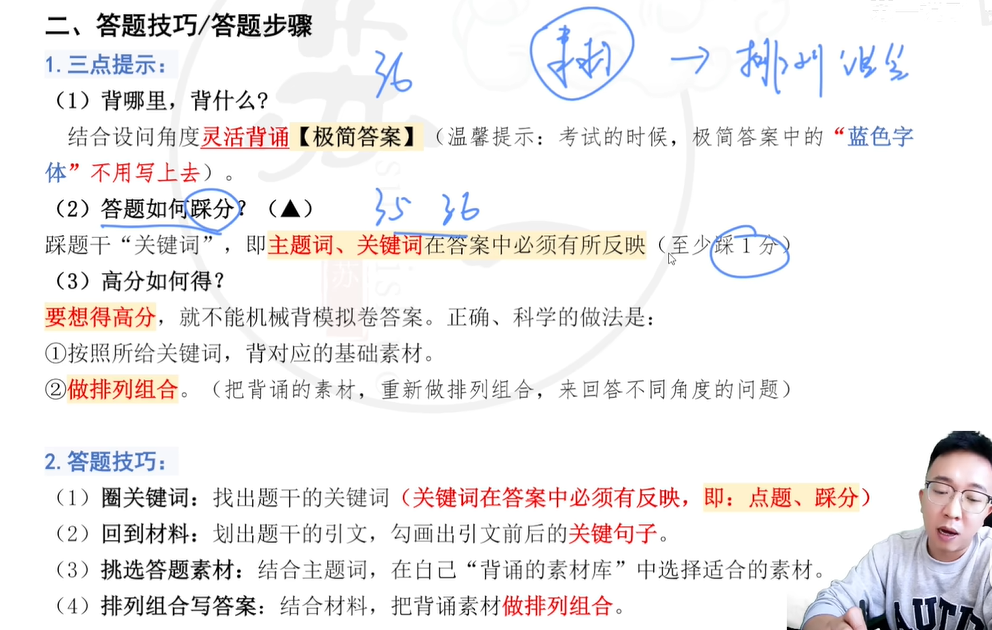 二、答题技巧/答题步骤
1. 三点提示：
36
素材 → 排列组合
（1）背哪里，背什么？
结合设问角度灵活背诵【极简答案】（温馨提示：考试的时候，极简答案中的“蓝色字
体”不用写上去）。
35 36
（2）答题如何踩分？（▲）
踩题干“关键词”，即主题词、关键词在答案中必须有所反映（至少踩 1 分）
（3）高分如何得？
要想得高分，就不能机械背模拟卷答案。正确、科学的做法是：
①按照所给关键词，背对应的基础素材。
②做排列组合。（把背诵的素材，重新做排列组合，来回答不同角度的问题）
2. 答题技巧：
（1）圈关键词：找出题干的关键词（关键词在答案中必须有反映，即：点题、踩分）
（2）回到材料：划出题干的引文，勾画出引文前后的关键句子。
（3）挑选答题素材：结合主题词，在自己“背诵的素材库”中选择适合的素材。
（4）排列组合写答案：结合材料，把背诵素材做排列组合。